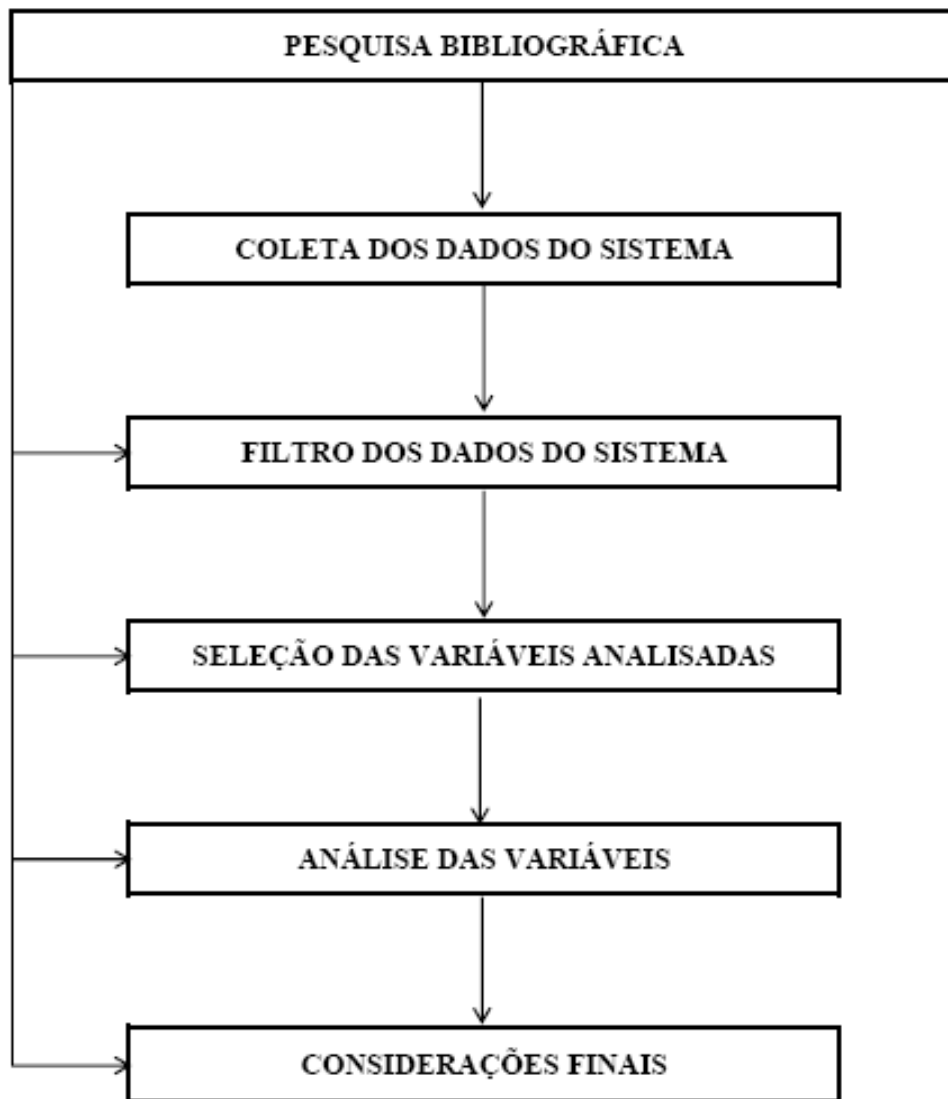 PESQUISA BIBLIOGRÁFICA
COLETA DOS DADOS DO SISTEMA
FILTRO DOS DADOS DO SISTEMA
SELEÇÃO DAS VARIÁVEIS ANALISADAS
ANÁLISE DAS VARIÁVEIS
CONSIDERAÇÕES FINAIS